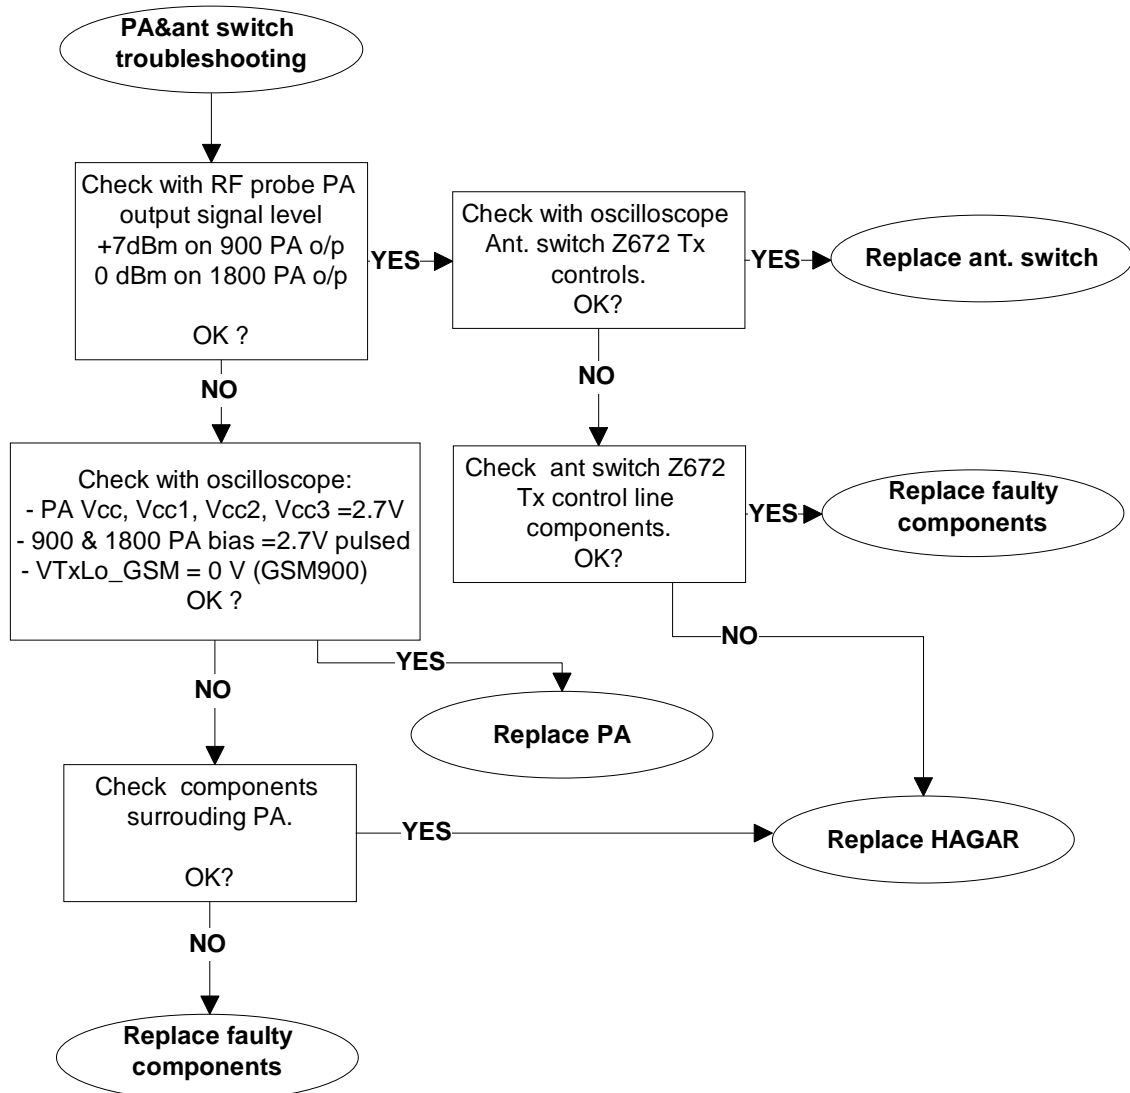 PA&ant switch
troubleshooting
Check with RF probe PA
output signal level
+7dBm on 900 PA o/p
0 dBm on 1800 PA o/p
OK ?
YES
Check with oscilloscope
Ant. switch Z672 Tx
controls.
OK?
YES
Replace ant. switch
NO
NO
Check with oscilloscope:
- PA Vcc, Vcc1, Vcc2, Vcc3 =2.7V
- 900 & 1800 PA bias =2.7V pulsed
- VTxLo_GSM = 0 V (GSM900)
OK ?
Check ant switch Z672
Tx control line
components.
OK?
YES
Replace faulty
components
NO
YES
NO
Replace PA
Check components
surrouding PA.
OK?
YES
Replace HAGAR
NO
Replace faulty
components